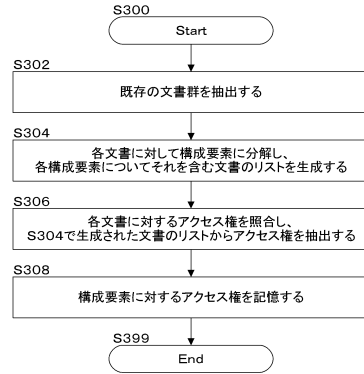 S300
Start
S302
既存の文書群を抽出する
S304
各文書に対して構成要素に分解し、
各構成要素についてそれを含む文書のリストを生成する
S306
各文書に対するアクセス権を照合し、
S304で生成された文書のリストからアクセス権を抽出する
S308
構成要素に対するアクセス権を記憶する
S399
End